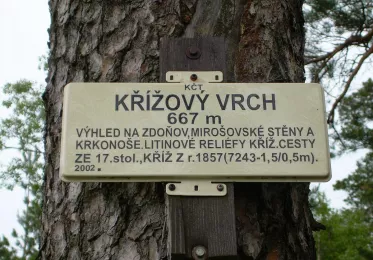 KČT
KŘÍŽOVÝ VRCH
667 m
VÝHLED NA ZDOŇOV,MIROŠOVSKÉ STĚNY A
KRKONOŠE.LITINOVÉ RELIÉFY KŘÍŽ.CESTY
ZE 17.stol.,KŘÍŽ Z r.1857(7243-1,5/0,5m).
2002.